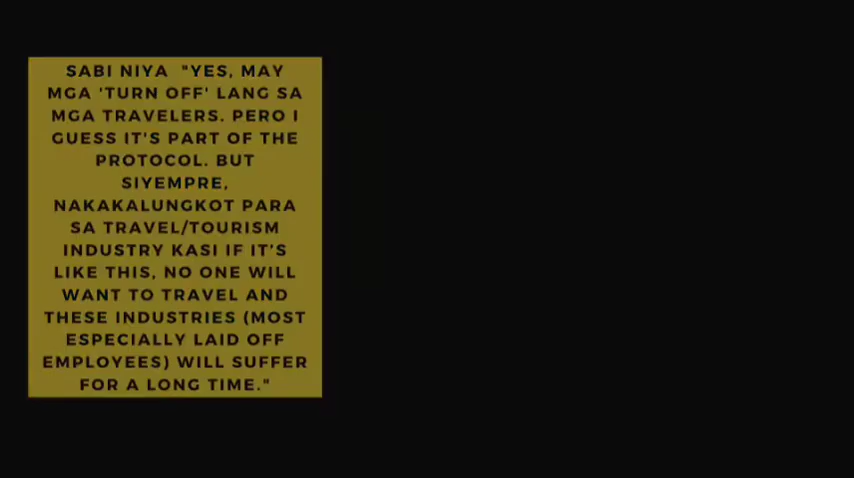 SABI NIYA "YES, MAY
MGA 'TURN OFF' LANG SA
MGA TRAVELERS. PERO I
GUESS IT'S PART OF THE
PROTOCOL. BUT
SIYEMPRE,
NAKAKALUNGKOT PARA
SA TRAVEL/TOURISM
INDUSTRY KASI IF IT'S
LIKE THIS, NO ONE WILL
WANT TO TRAVEL AND
THESE INDUSTRIES (MOST
ESPECIALLY LAID OFF
EMPLOYEES) WILL SUFFER
FOR A LONG TIME."